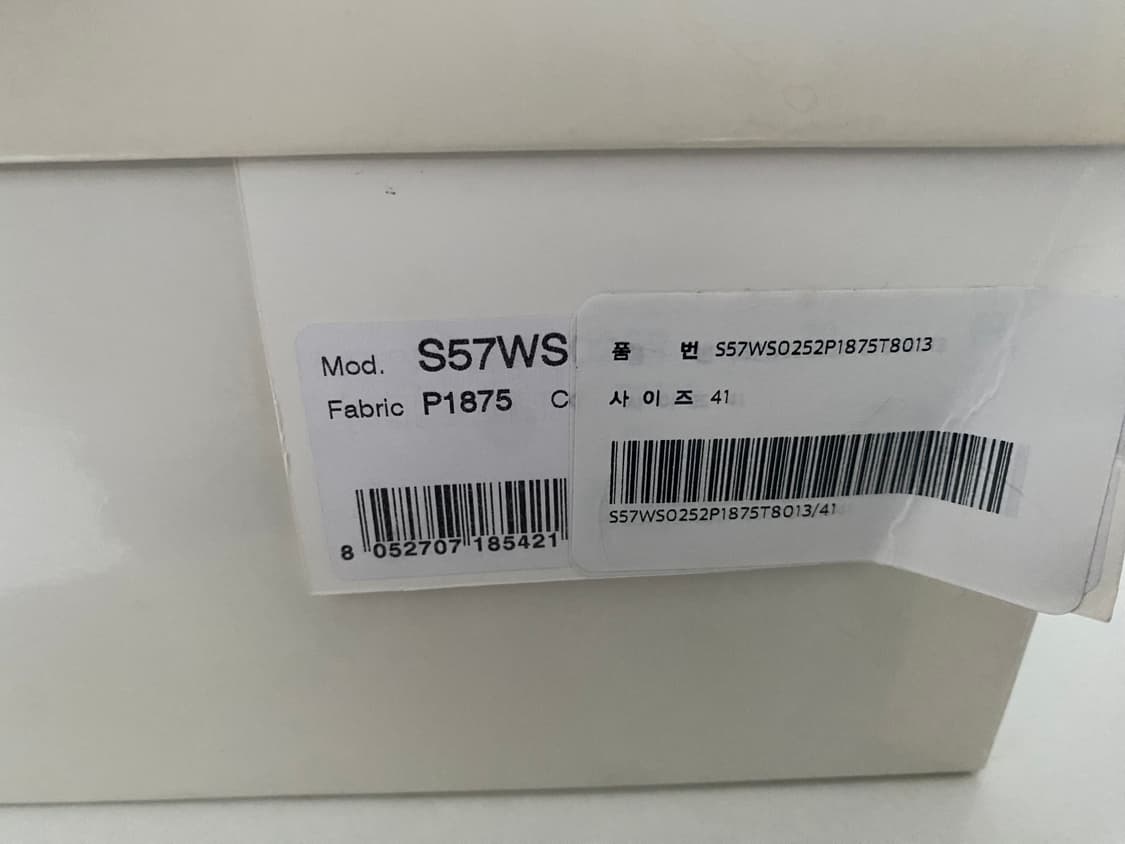 Mod. S57WS
Fabric P1875 C
8 052707 185421
품 번 S57WS0252P1875T8013
사 이 즈 41
S57WS0252P1875T8013/41